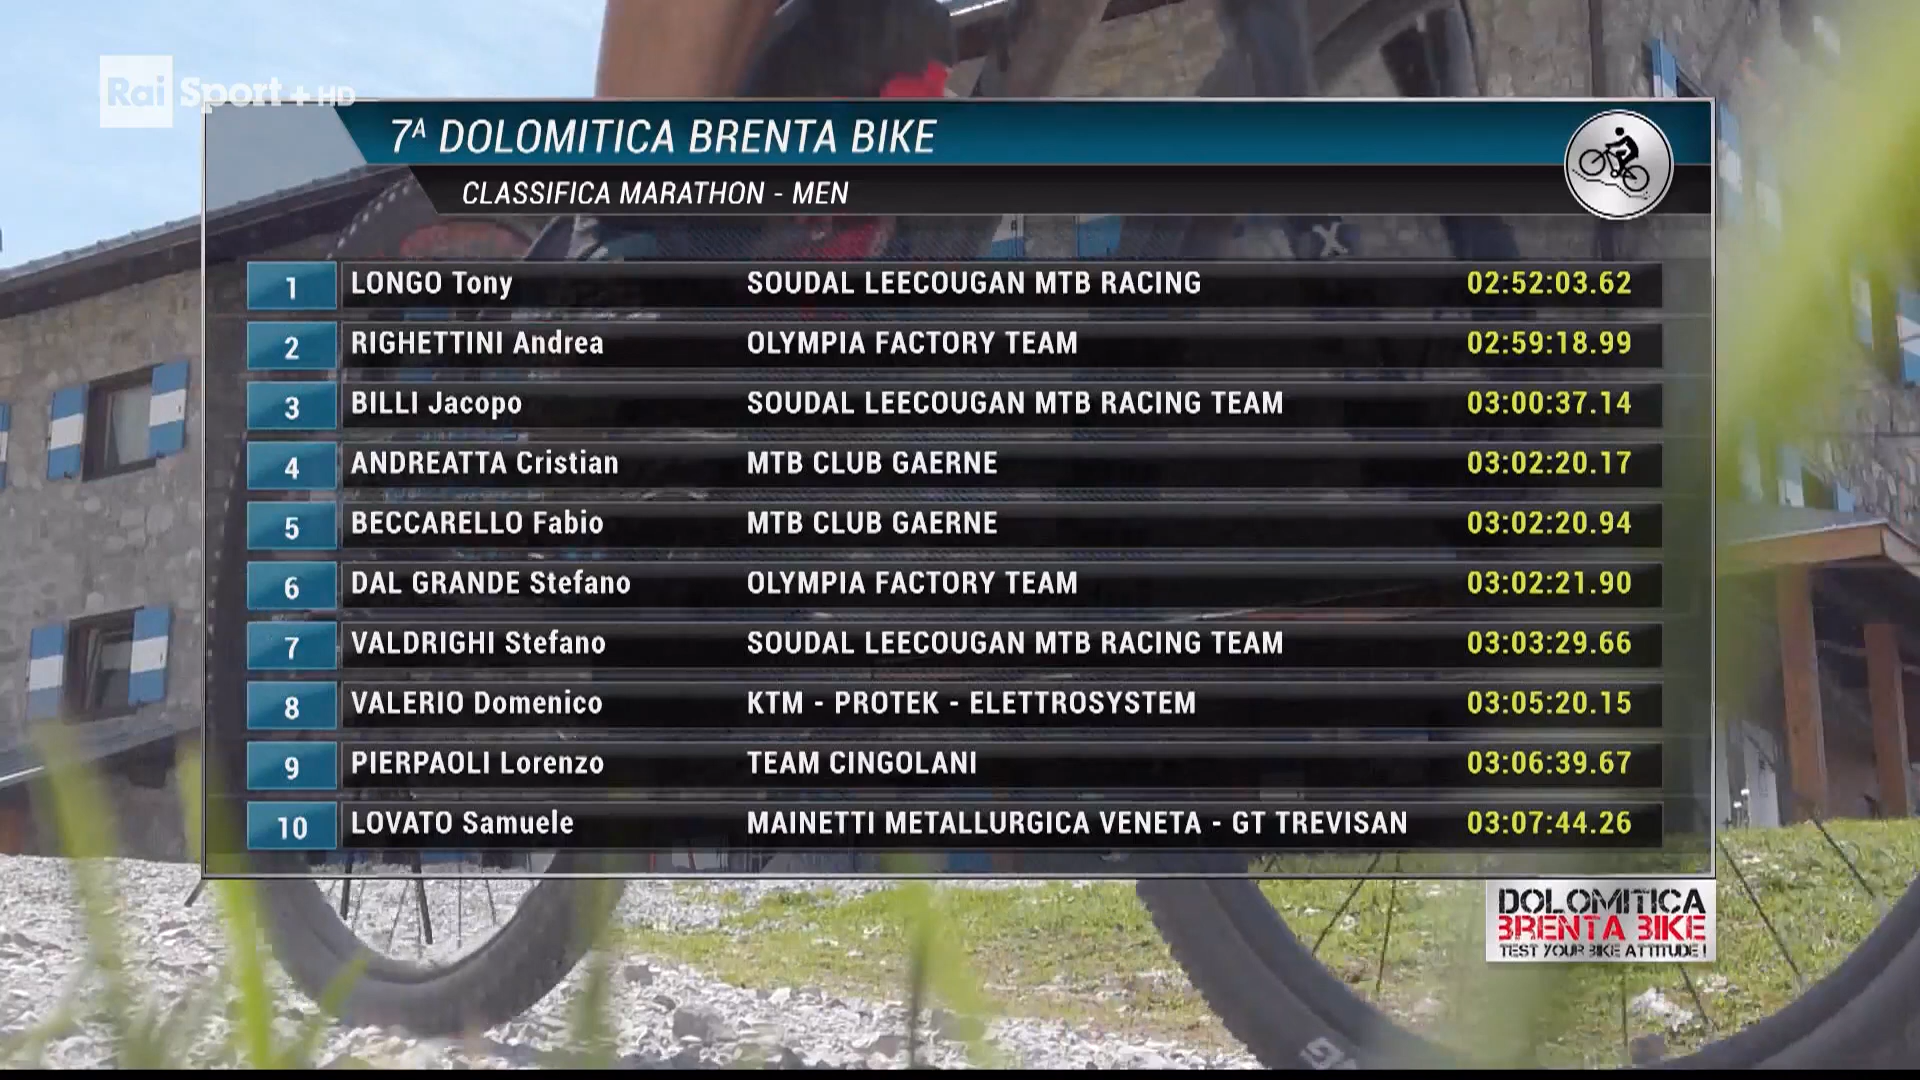 Rai Sport + HD
7A DOLOMITICA BRENTA BIKE
CLASSIFICA MARATHON - MEN
1 LONGO Tony SOUDAL LEECOUGAN MTB RACING 02:52:03.62
2 RIGHETTINI Andrea OLYMPIA FACTORY TEAM 02:59:18.99
3 BILLI Jacopo SOUDAL LEECOUGAN MTB RACING TEAM 03:00:37.14
4 ANDREATTA Cristian MTB CLUB GAERNE 03:02:20.17
5 BECCARELLO Fabio MTB CLUB GAERNE 03:02:20.94
6 DAL GRANDE Stefano OLYMPIA FACTORY TEAM 03:02:21.90
7 VALDRIGHI Stefano SOUDAL LEECOUGAN MTB RACING TEAM 03:03:29.66
8 VALERIO Domenico KTM - PROTEK - ELETTROSYSTEM 03:05:20.15
9 PIERPAOLI Lorenzo TEAM CINGOLANI 03:06:39.67
10 LOVATO Samuele MAINETTI METALLURGICA VENETA - GT TREVISAN 03:07:44.26
DOLOMITICA
BRENTA BIKE
TEST YOUR BIKE ATTITUDE !